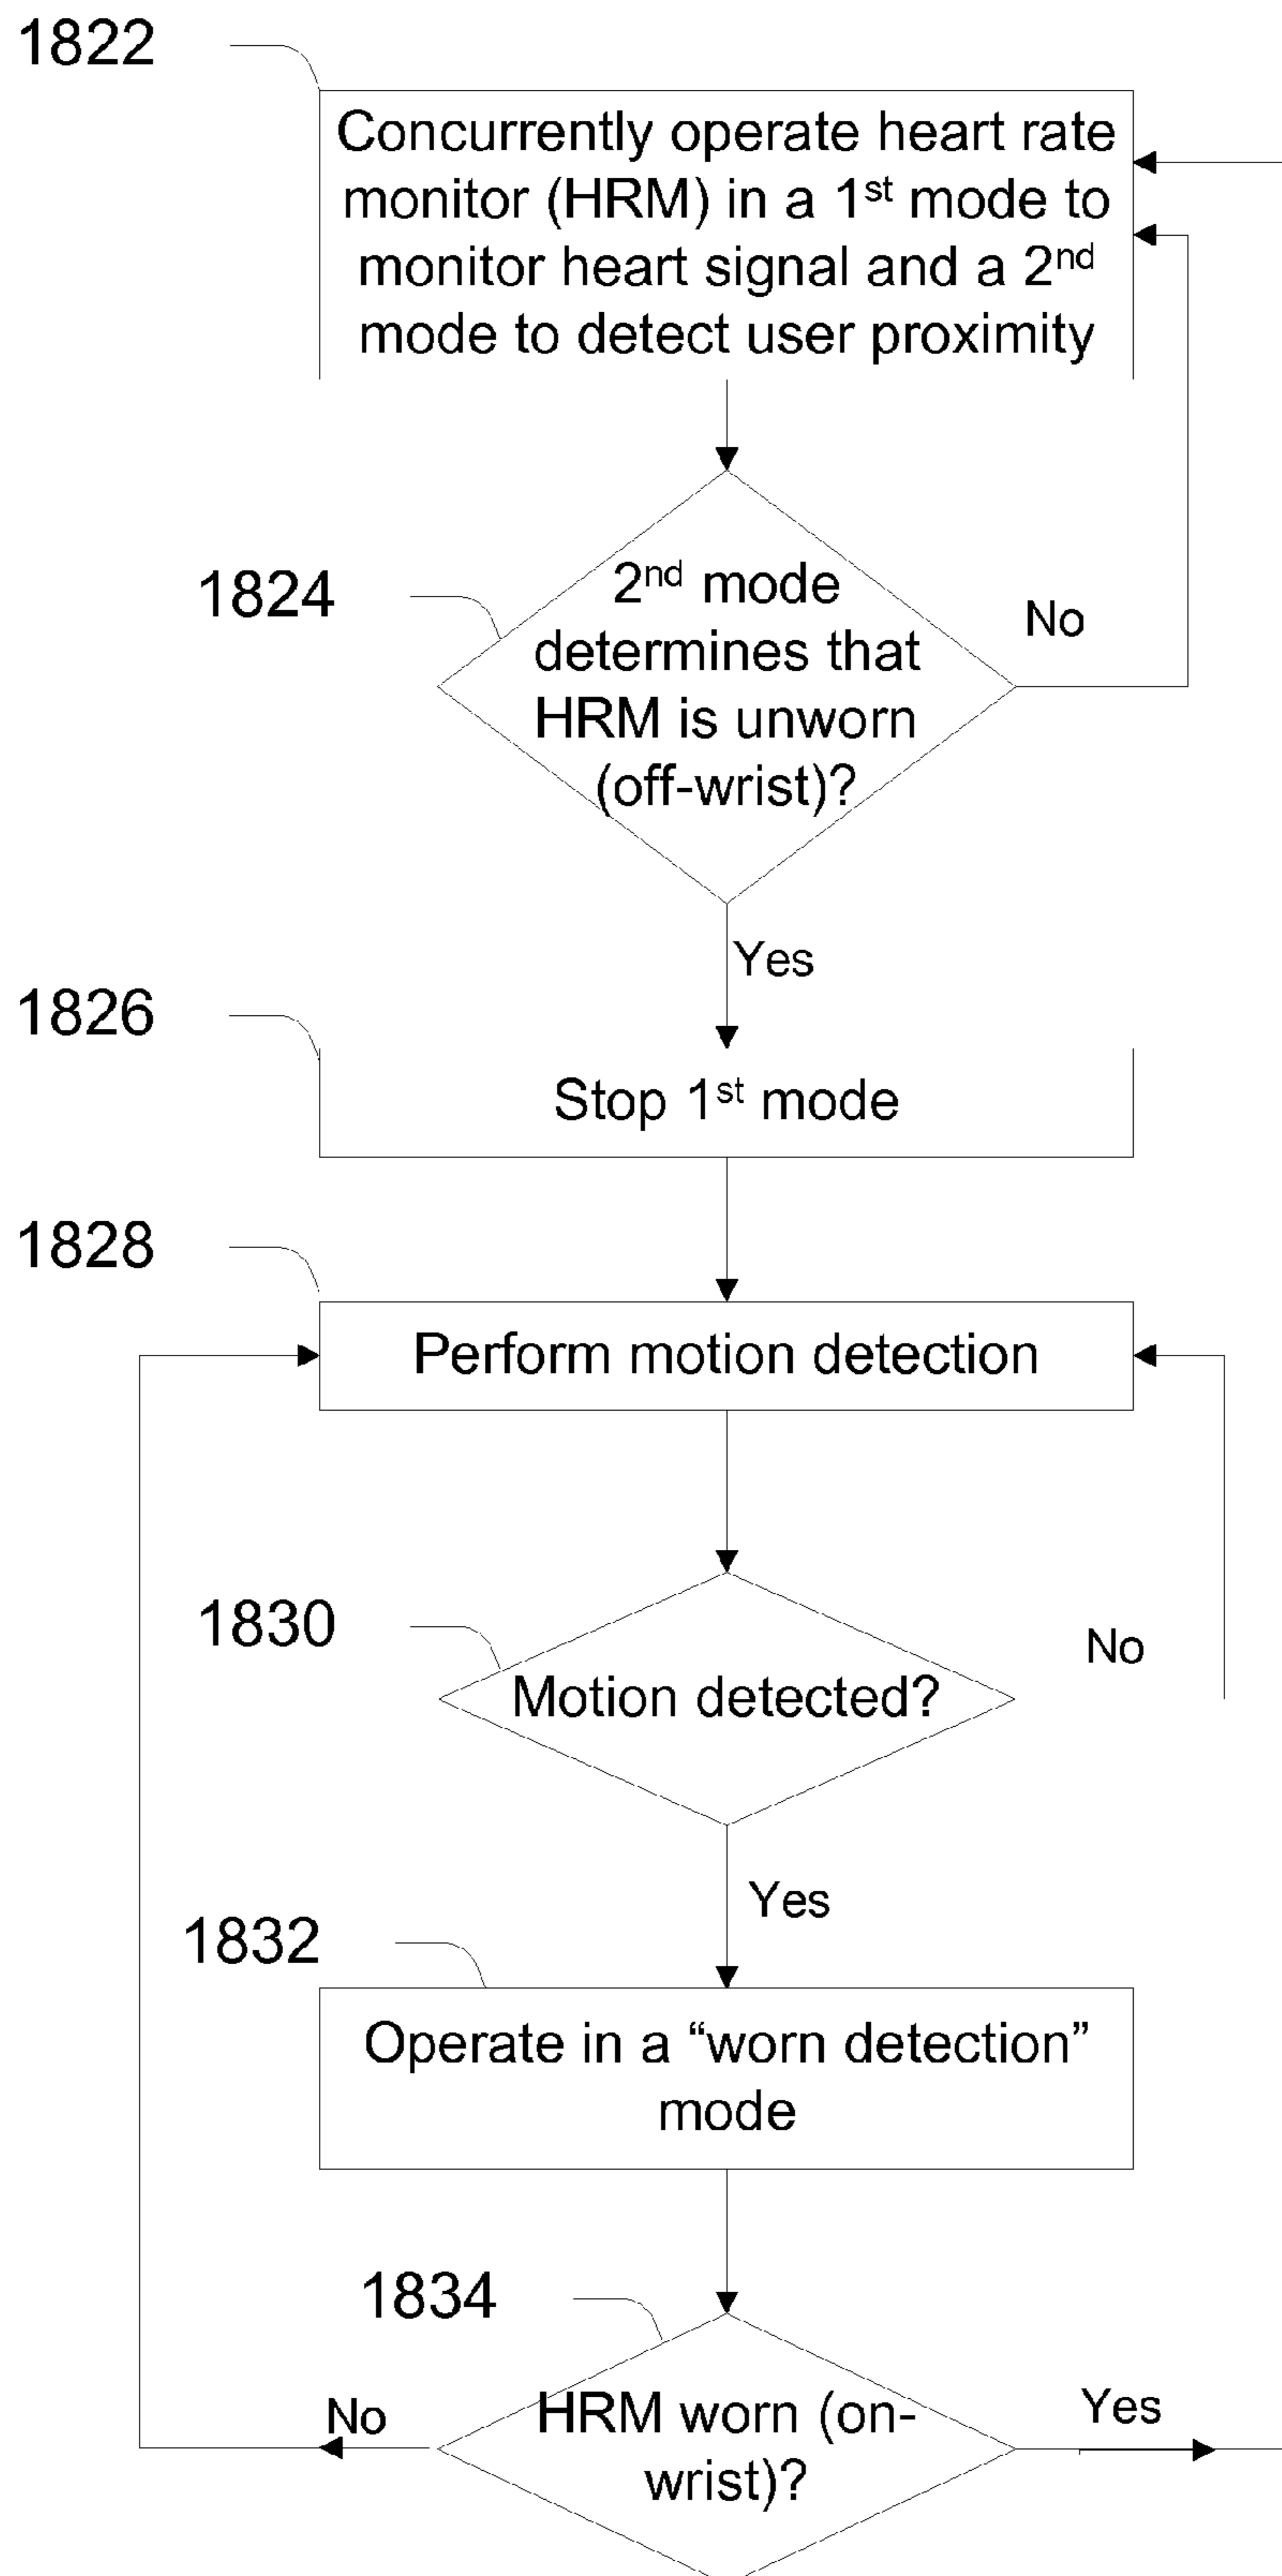 1822
Concurrently operate heart rate
monitor (HRM) in a 1st mode to
monitor heart signal and a 2nd
mode to detect user proximity
1824
2nd mode
determines that
HRM is unworn
(off-wrist)?
No
Yes
1826
Stop 1st mode
1828
Perform motion detection
1830
Motion detected?
No
Yes
1832
Operate in a “worn detection”
mode
1834
HRM worn (on-
wrist)?
No
Yes